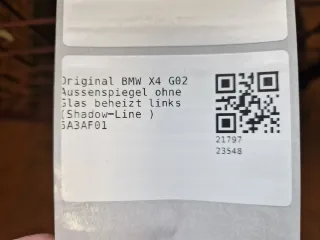 Original BMW X4 G02
Aussenspiegel ohne
Glas beheizt links
(Shadow-Line )
5A3AF01
21797
23548